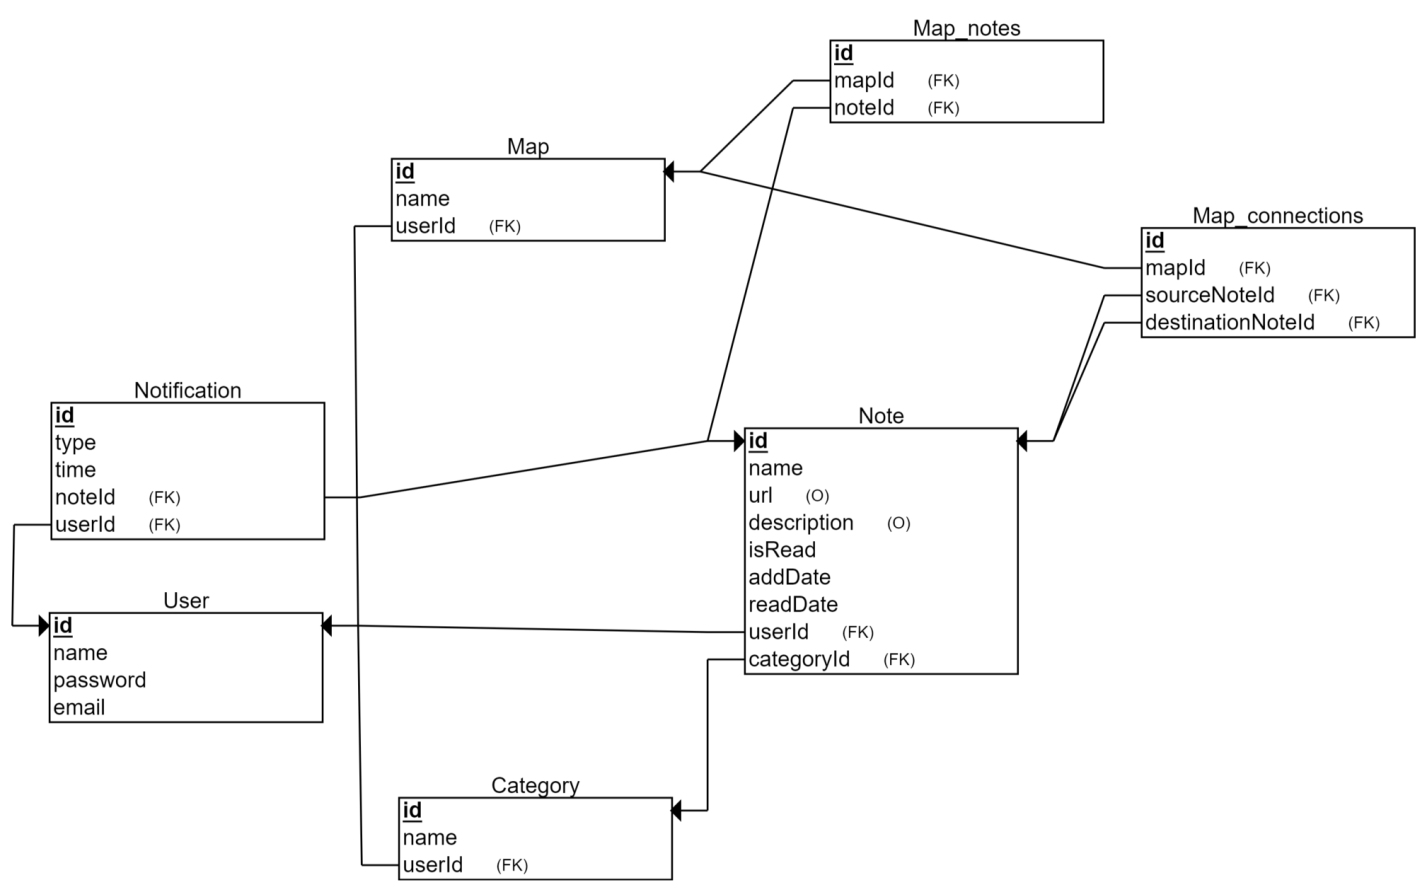 Map_notes
id
mapId (FK)
noteId (FK)
Map
id
name
userId (FK)
Map_connections
id
mapId (FK)
sourceNoteId (FK)
destinationNoteId (FK)
Notification
id
type
time
noteId (FK)
userId (FK)
Note
id
name
url (O)
description (O)
isRead
addDate
readDate
userId (FK)
categoryId (FK)
User
id
name
password
email
Category
id
name
userId (FK)